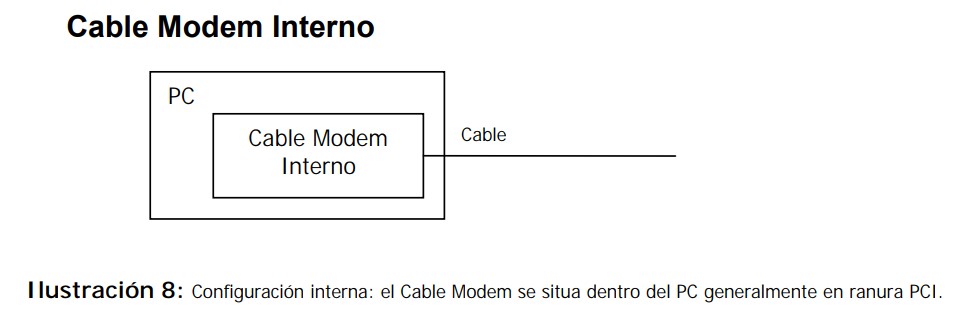 Cable Modem Interno
PC
Cable Modem
Interno
Cable
Ilustración 8: Configuración interna: el Cable Modem se situa dentro del PC generalmente en ranura PCI.